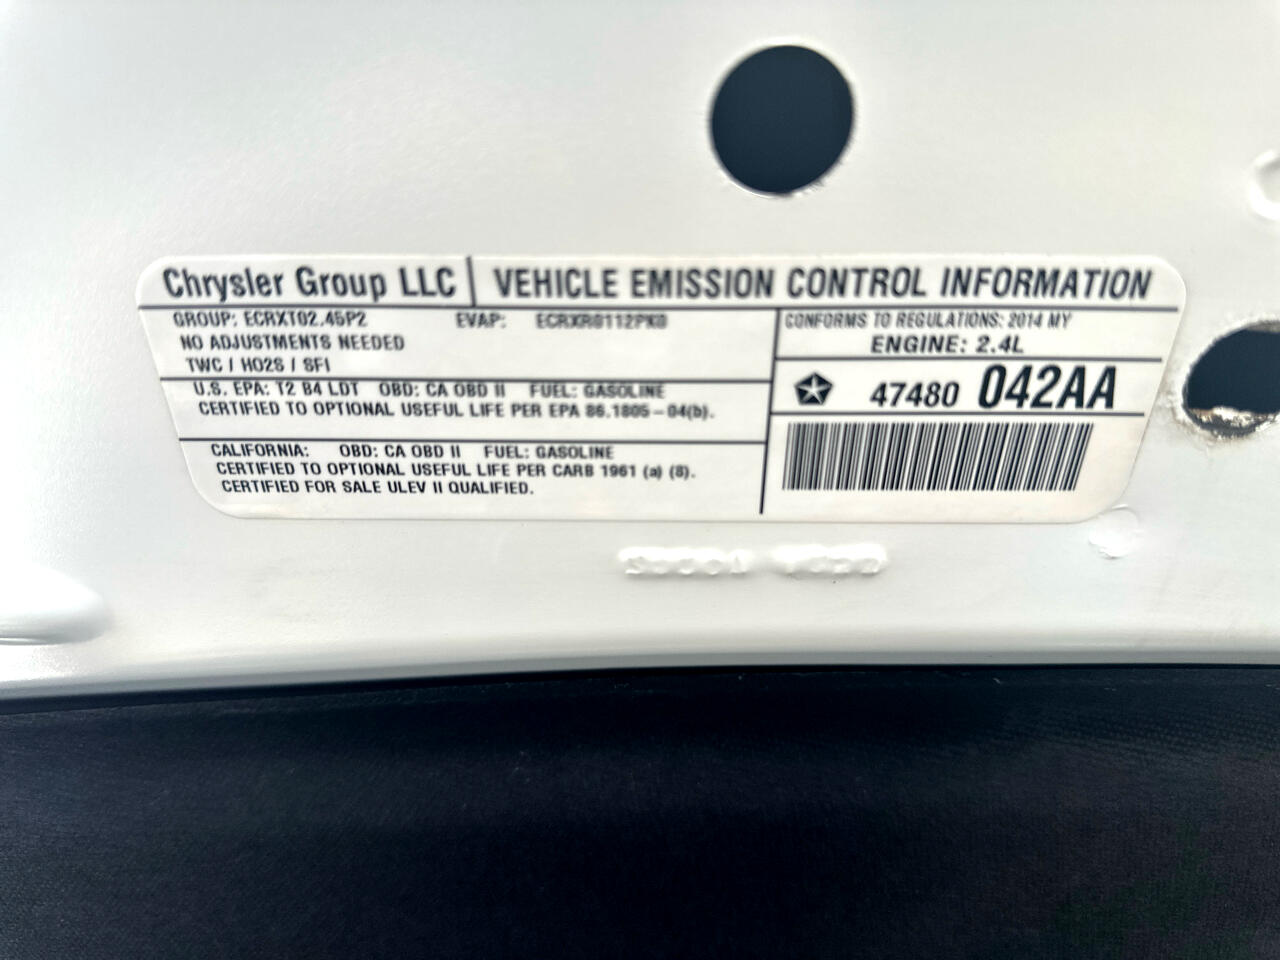 Chrysler Group LLC VEHICLE EMISSION CONTROL INFORMATION
GROUP: ECRXT02.45P2 EVAP: ECRXR0112PK0
NO ADJUSTMENTS NEEDED
TWC / HO2S / SFI
U.S. EPA: T2 B4 LDT OBD: CA OBD II FUEL: GASOLINE
CERTIFIED TO OPTIONAL USEFUL LIFE PER EPA 86.1805-04(b).
CALIFORNIA: OBD: CA OBD II FUEL: GASOLINE
CERTIFIED TO OPTIONAL USEFUL LIFE PER CARB 1961 (a) (8).
CERTIFIED FOR SALE ULEV II QUALIFIED.
CONFORMS TO REGULATIONS: 2014 MY
ENGINE: 2.4L
47480 042AA